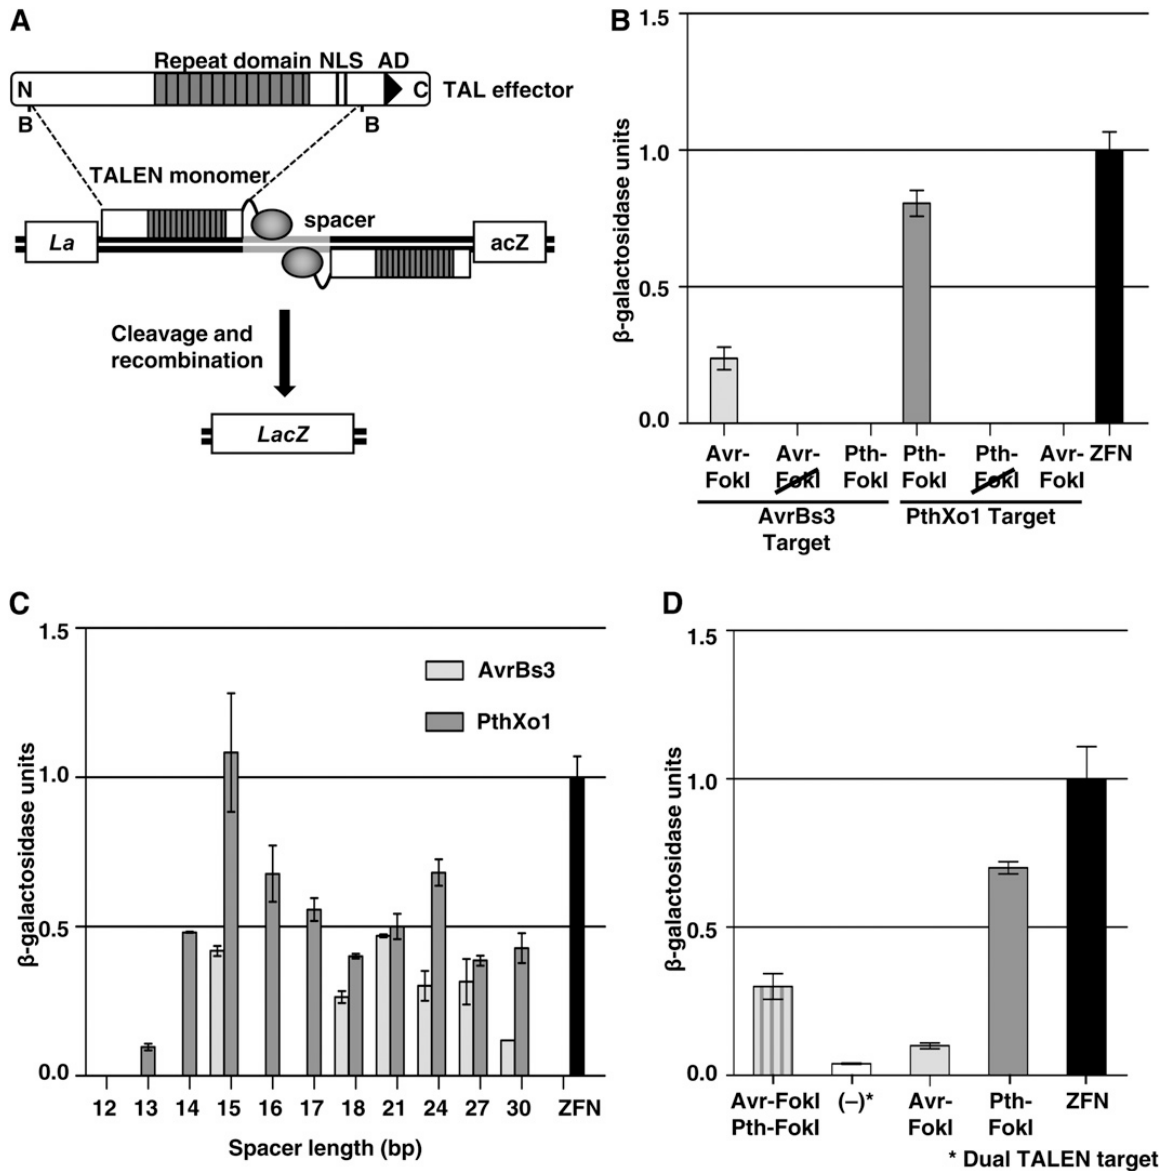 A
Repeat domain NLS AD
N C TAL effector
B B
TALEN monomer
spacer
La acZ
Cleavage and
recombination
LacZ
B
β-galactosidase units
1.5
1.0
0.5
0.0
Avr- Avr- Pth- Pth- Pth- Avr- ZFN
FokI FokI FokI FokI FokI FokI
AvrBs3 PthXo1 Target
Target
C
β-galactosidase units
1.5
1.0
0.5
0.0
AvrBs3
PthXo1
12 13 14 15 16 17 18 21 24 27 30 ZFN
Spacer length (bp)
D
β-galactosidase units
1.5
1.0
0.5
0.0
Avr-FokI (–)* Avr- Pth- ZFN
Pth-FokI FokI FokI
* Dual TALEN target